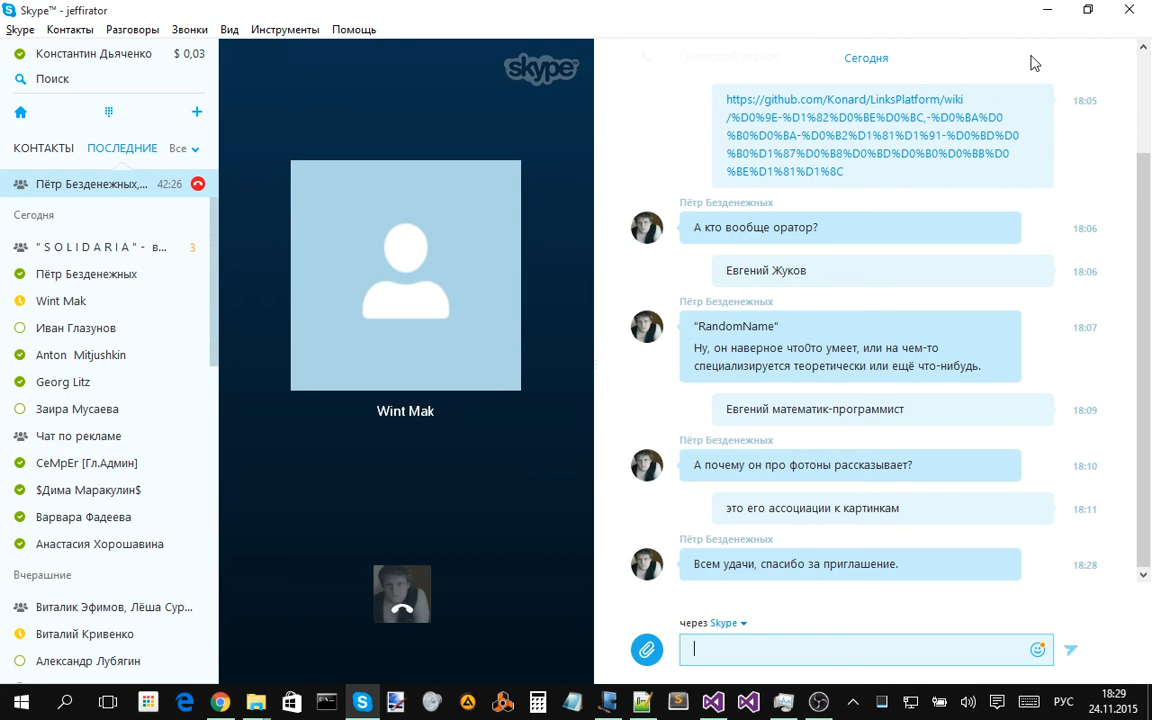 Skype™ - jeffirator
Skype Контакты Разговоры Звонки Вид Инструменты Помощь
Константин Дьяченко $ 0,03
Поиск
КОНТАКТЫ ПОСЛЕДНИЕ Все
Пётр Безденежных,... 42:26
Сегодня
" S O L I D A R I A " - в... 3
Пётр Безденежных
Wint Mak
Иван Глазунов
Anton Mitjushkin
Georg Litz
Заира Мусаева
Чат по рекламе
СеМрЕr [Гл.Админ]
$Дима Маракулин$
Варвара Фадеева
Анастасия Хорошавина
Вчерашние
Виталик Ефимов, Лёша Сур...
Виталий Кривенко
Александр Лубягин
skype
Wint Mak
Групповой звонок
Сегодня
https://github.com/Konard/LinksPlatform/wiki 18:05
/%D0%9E-%D1%82%D0%BE%D0%BC,-%D0%BA%D0
%B0%D0%BA-%D0%B2%D1%81%D1%91-%D0%BD%D0
%B0%D1%87%D0%B8%D0%BD%D0%B0%D0%BB%D0
%BE%D1%81%D1%8C
Пётр Безденежных
А кто вообще оратор? 18:06
Евгений Жуков 18:06
Пётр Безденежных
"RandomName" 18:07
Ну, он наверное что0то умеет, или на чем-то
специализируется теоретически или ещё что-нибудь.
Евгений математик-программист 18:09
Пётр Безденежных
А почему он про фотоны рассказывает? 18:10
это его ассоциации к картинкам 18:11
Пётр Безденежных
Всем удачи, спасибо за приглашение. 18:28
через Skype
РУС
18:29
24.11.2015